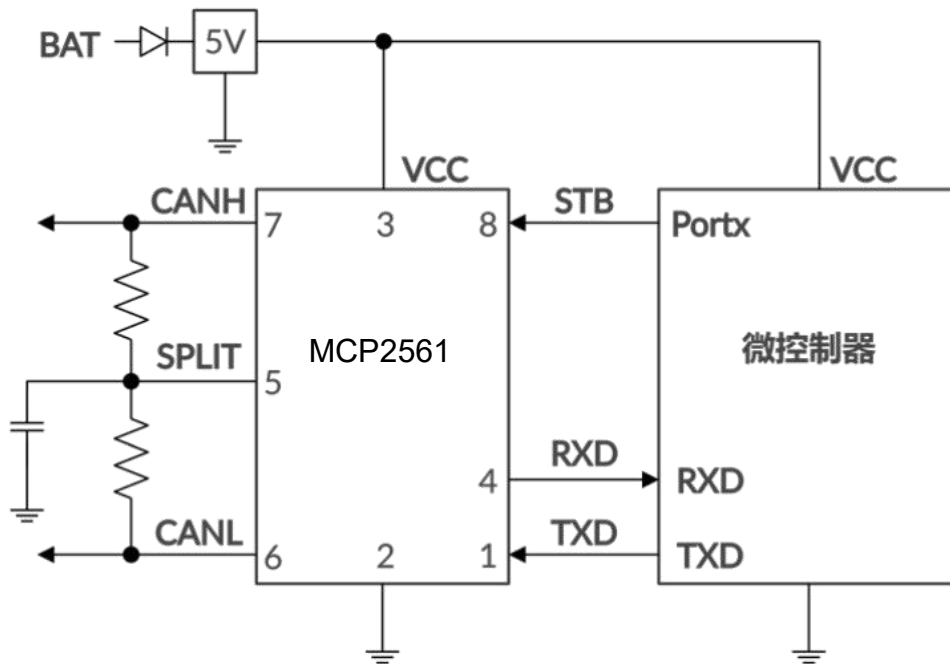 BAT
5V
VCC
VCC
CANH
7
3
8
STB
Portx
MCP2561
微控制器
SPLIT
5
RXD
4
RXD
CANL
6
2
1
TXD
TXD